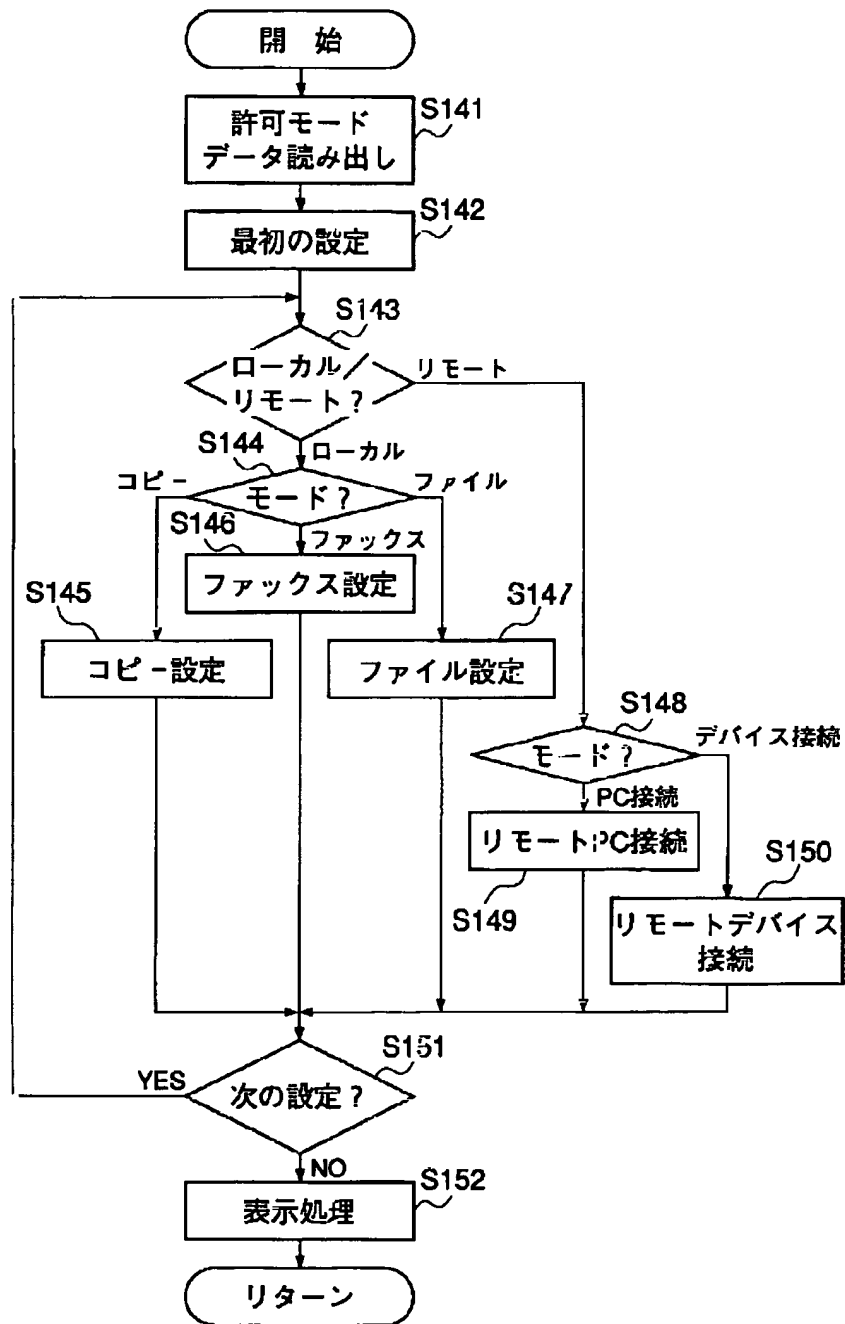 開 始
S141
許可モード
データ読み出し
S142
最初の設定
S143
ローカル／
リモート？
リモート
ローカル
S144
コピー
モード？
ファイル
S146
ファックス
ファックス設定
S145
コピー設定
S147
ファイル設定
S148
モード？
デバイス接続
PC接続
リモートPC接続
S149
S150
リモートデバイス
接続
S151
YES
次の設定？
NO
S152
表示処理
リターン